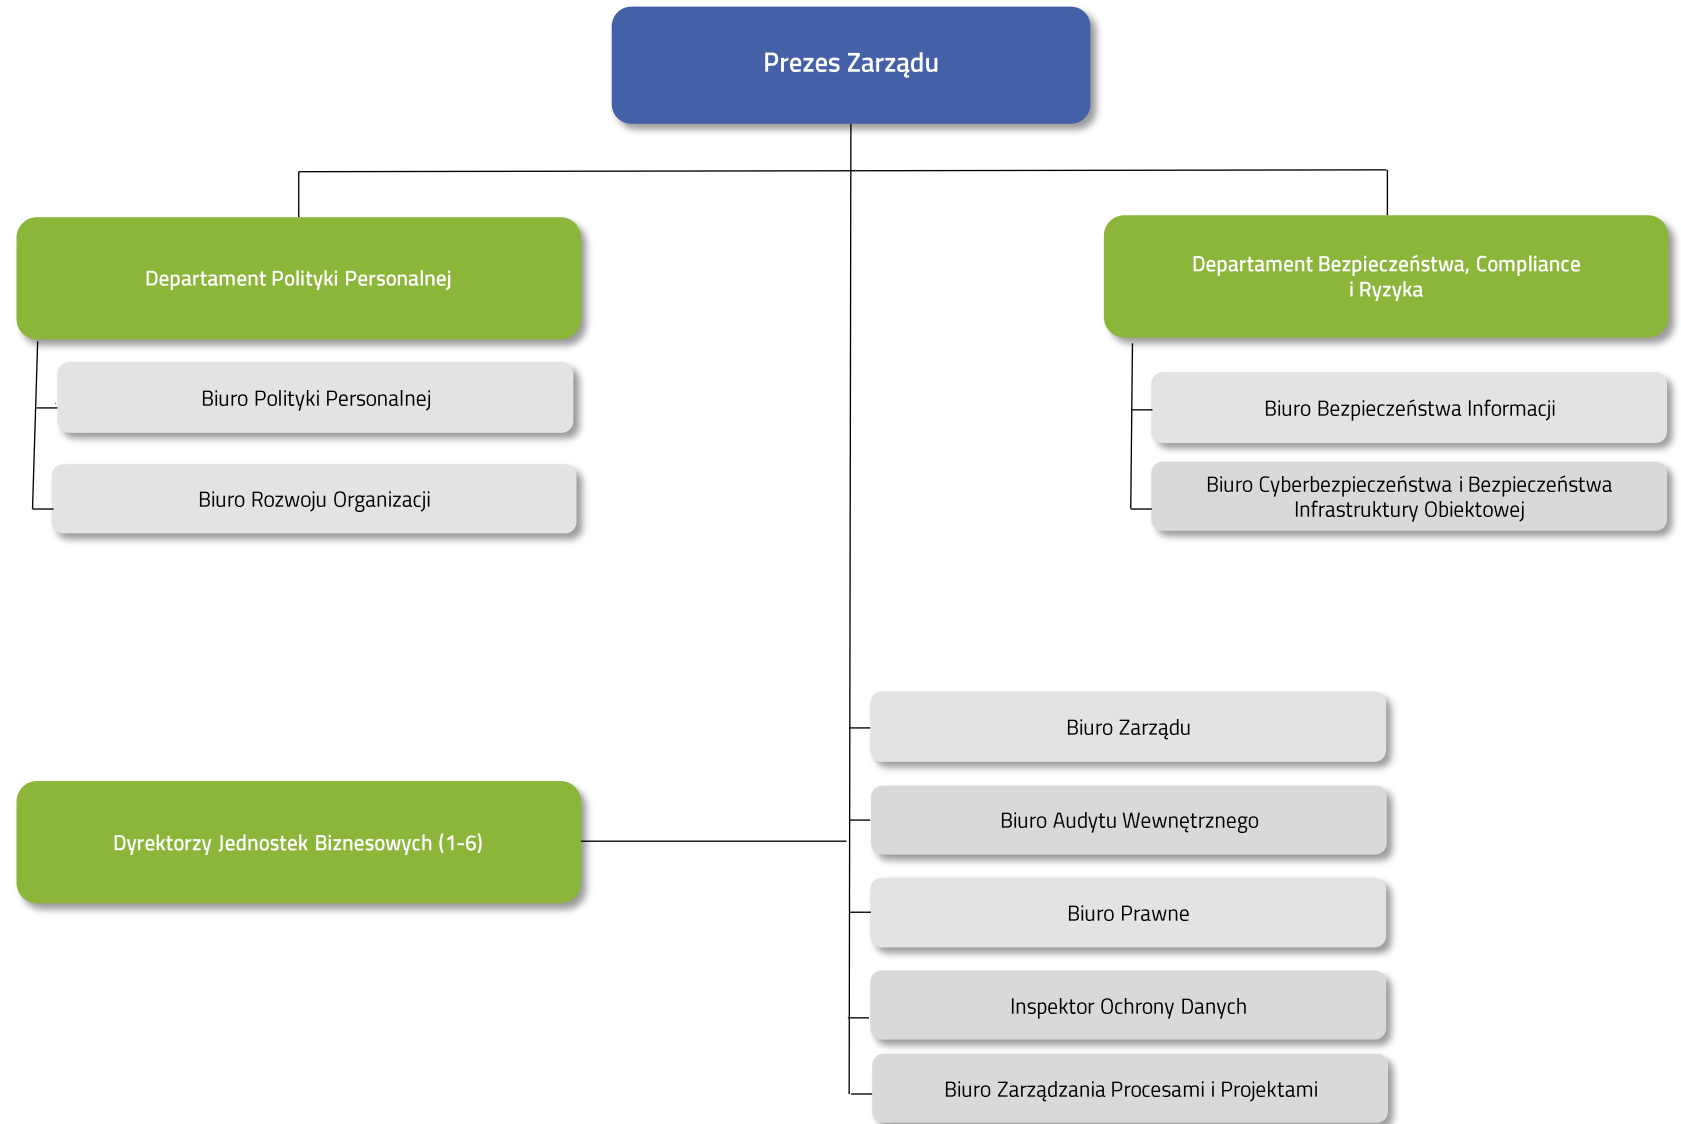 Prezes Zarządu
Departament Polityki Personalnej
Biuro Polityki Personalnej
Biuro Rozwoju Organizacji
Departament Bezpieczeństwa, Compliance
i Ryzyka
Biuro Bezpieczeństwa Informacji
Biuro Cyberbezpieczeństwa i Bezpieczeństwa
Infrastruktury Obiektowej
Dyrektorzy Jednostek Biznesowych (1-6)
Biuro Zarządu
Biuro Audytu Wewnętrznego
Biuro Prawne
Inspektor Ochrony Danych
Biuro Zarządzania Procesami i Projektami